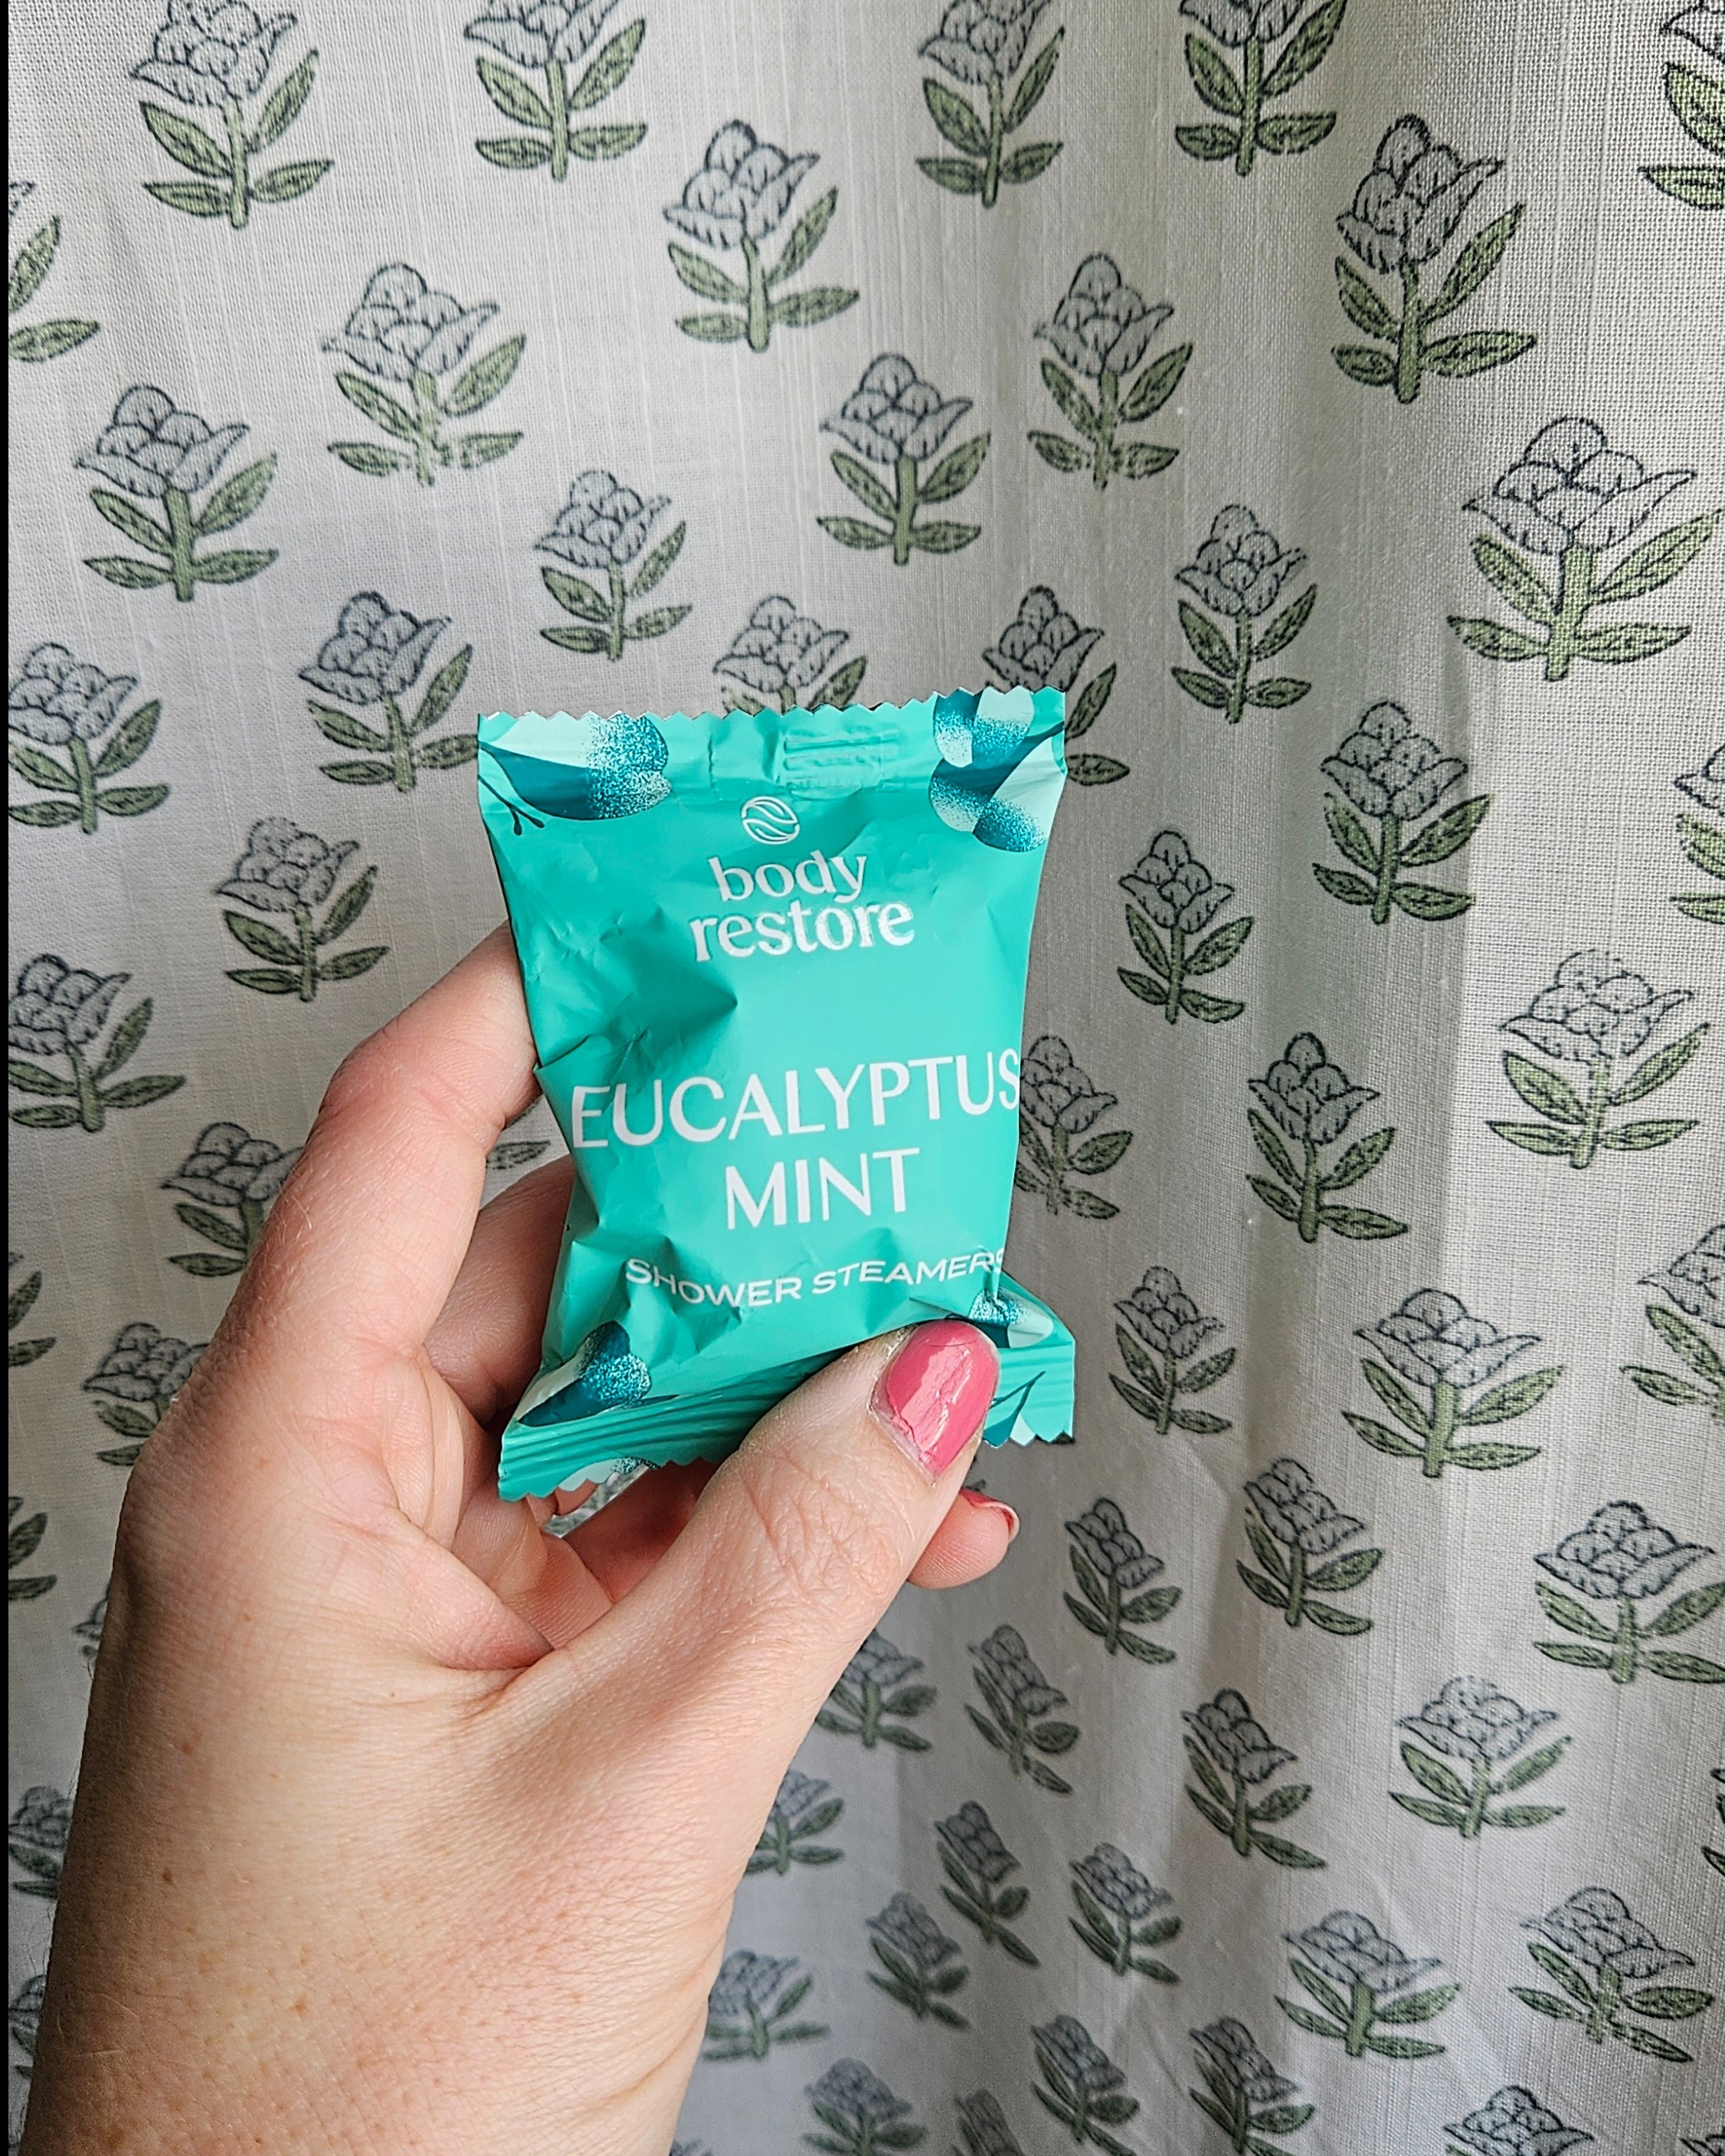 body
restore
EUCALYPTUS
MINT
SHOWER STEAMERS